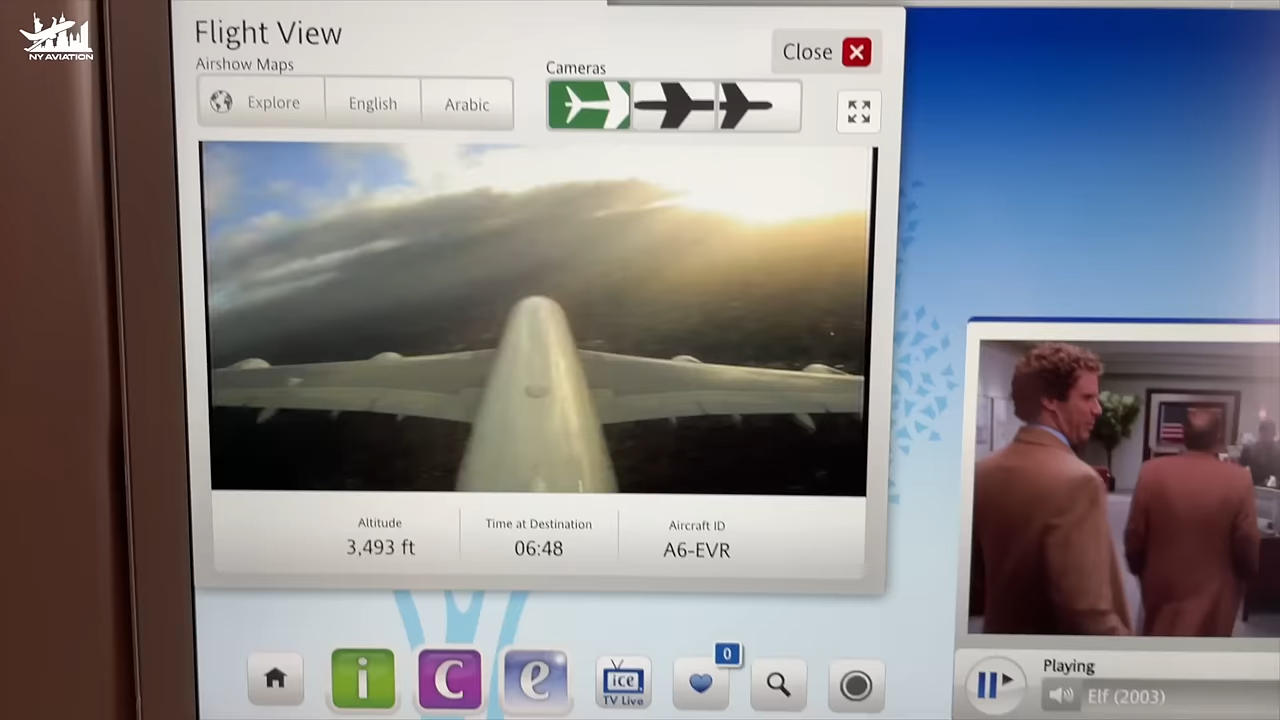 NY AVIATION
Flight View
Airshow Maps
Explore
English
Arabic
Cameras
Close
Altitude
3,493 ft
Time at Destination
06:48
Aircraft ID
A6-EVR
i
C
e
ice
TV Live
0
Playing
Elf (2003)